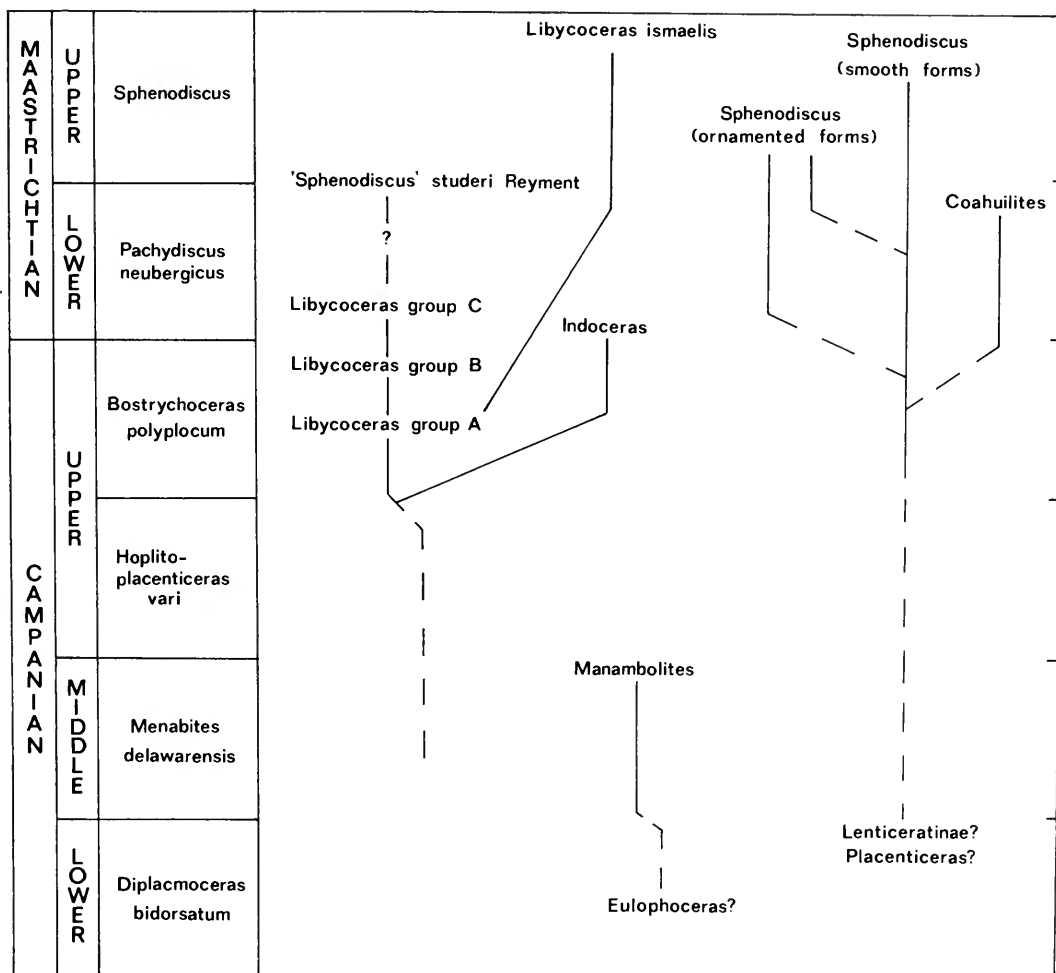 MAASTRICHTIAN
UPPER
Sphenodiscus
LOWER
Pachydiscus
neubergicus
CAMPANIAN
UPPER
Bostrychoceras
polyplocum
Hoplito-
placenticeras
vari
MIDDLE
Menabites
delawarensis
LOWER
Diplacmoceras
bidorsatum
Libycoceras ismaelis
Sphenodiscus
(smooth forms)
Sphenodiscus
(ornamented forms)
'Sphenodiscus' studeri Reyment
Coahuilites
?
Libycoceras group C
Indoceras
Libycoceras group B
Libycoceras group A
Manambolites
Lenticeratinae?
Placenticeras?
Eulophoceras?